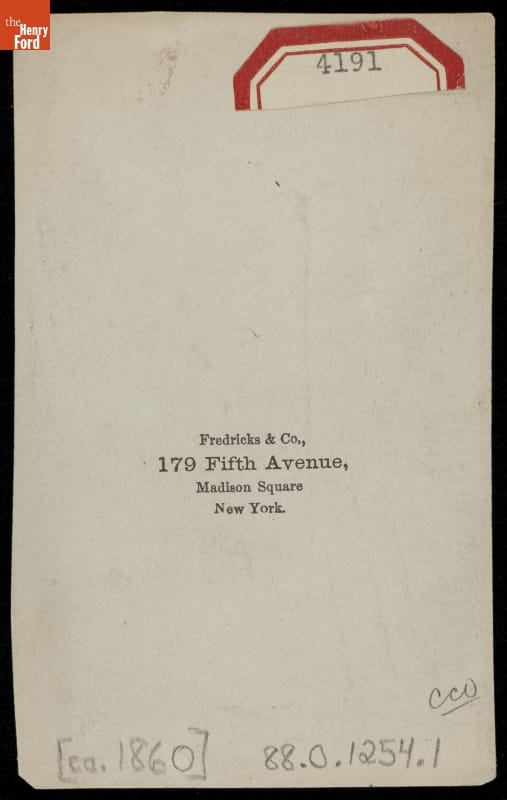 the
Henry
Ford
4191
Fredricks & Co.,
179 Fifth Avenue,
Madison Square
New York.
cco
[ca. 1860]
88.0.1254.1